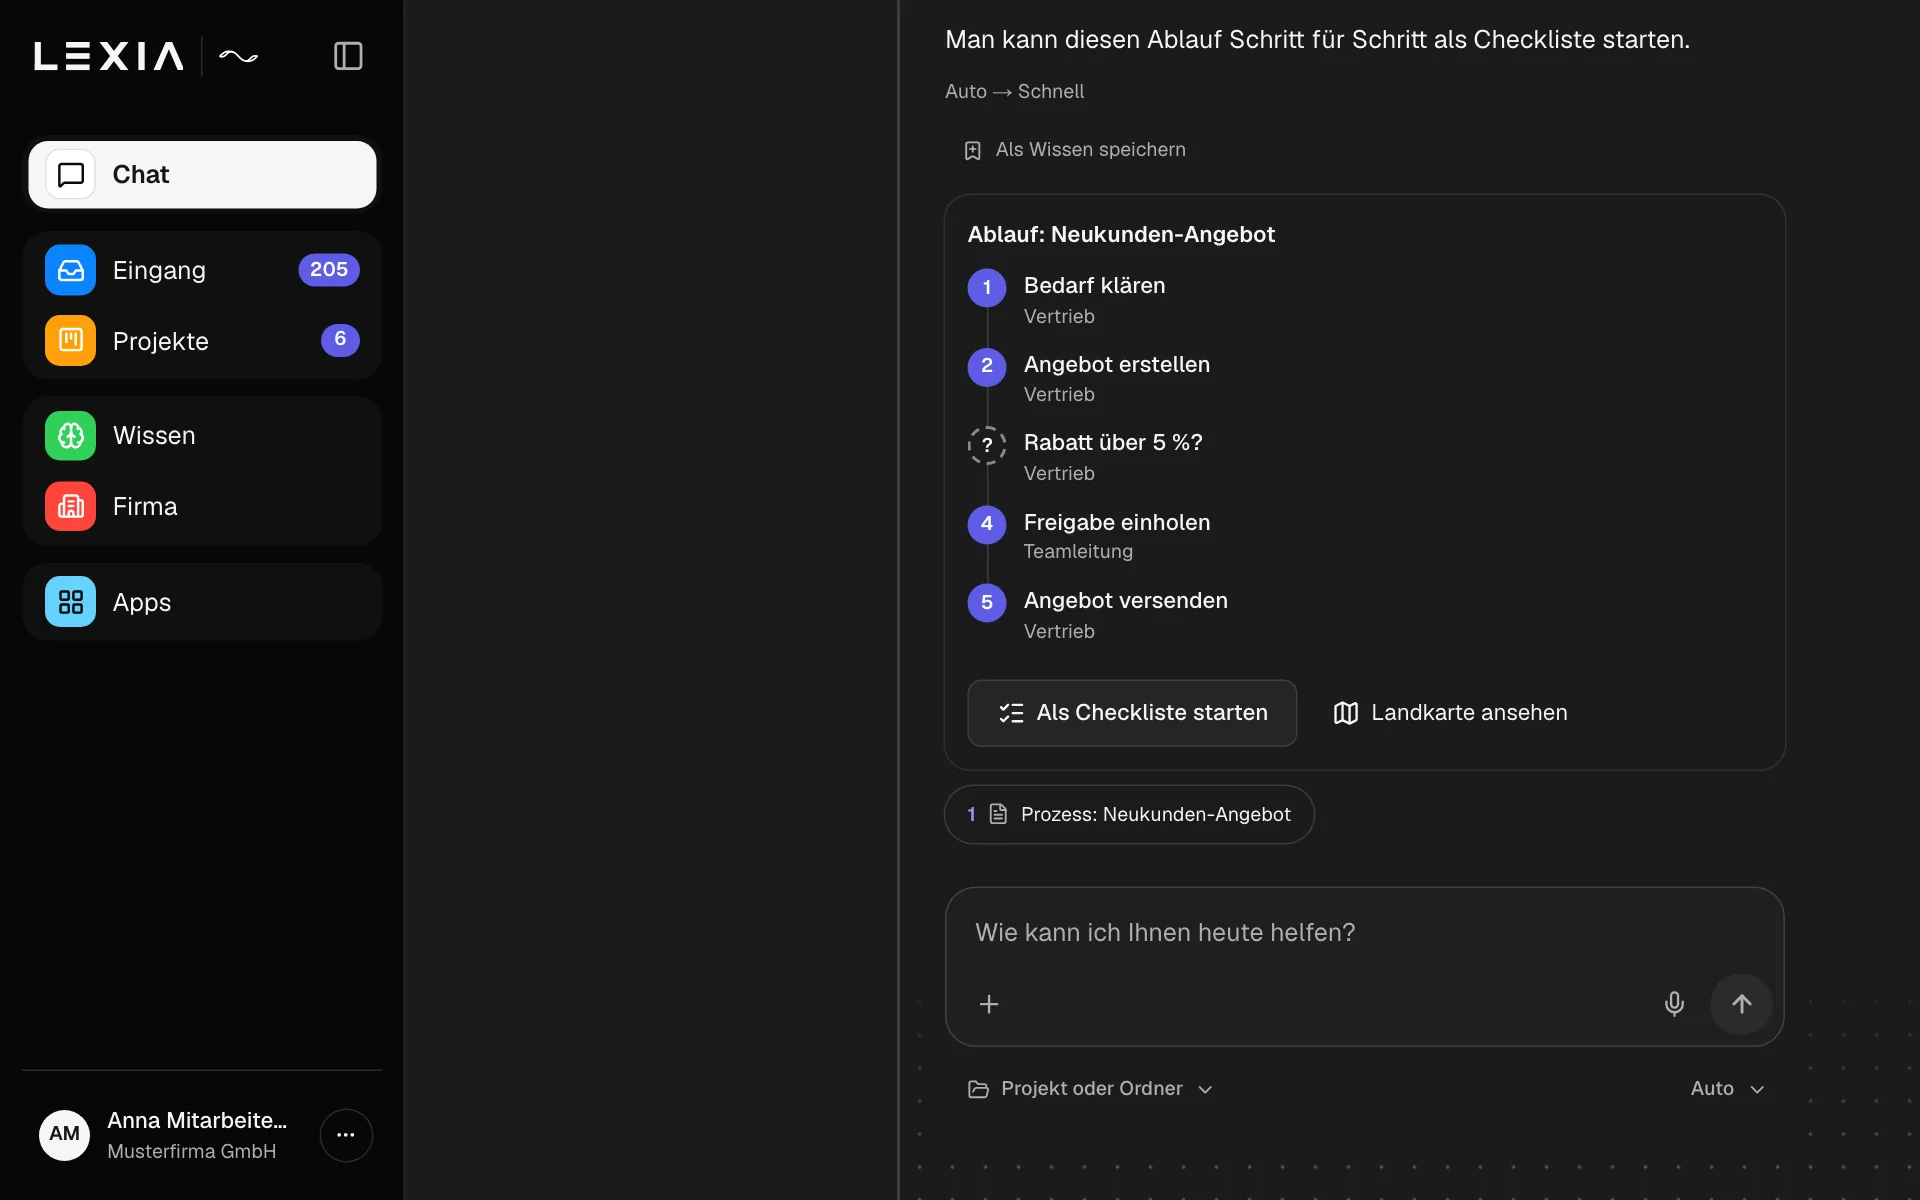 LEXIA
Chat
Eingang 205
Projekte 6
Wissen
Firma
Apps
AM
Anna Mitarbeite...
Musterfirma GmbH
Man kann diesen Ablauf Schritt für Schritt als Checkliste starten.
Auto → Schnell
Als Wissen speichern
Ablauf: Neukunden-Angebot
1 Bedarf klären
Vertrieb
2 Angebot erstellen
Vertrieb
? Rabatt über 5 %?
Vertrieb
4 Freigabe einholen
Teamleitung
5 Angebot versenden
Vertrieb
Als Checkliste starten Landkarte ansehen
1 Prozess: Neukunden-Angebot
Wie kann ich Ihnen heute helfen?
Projekt oder Ordner Auto